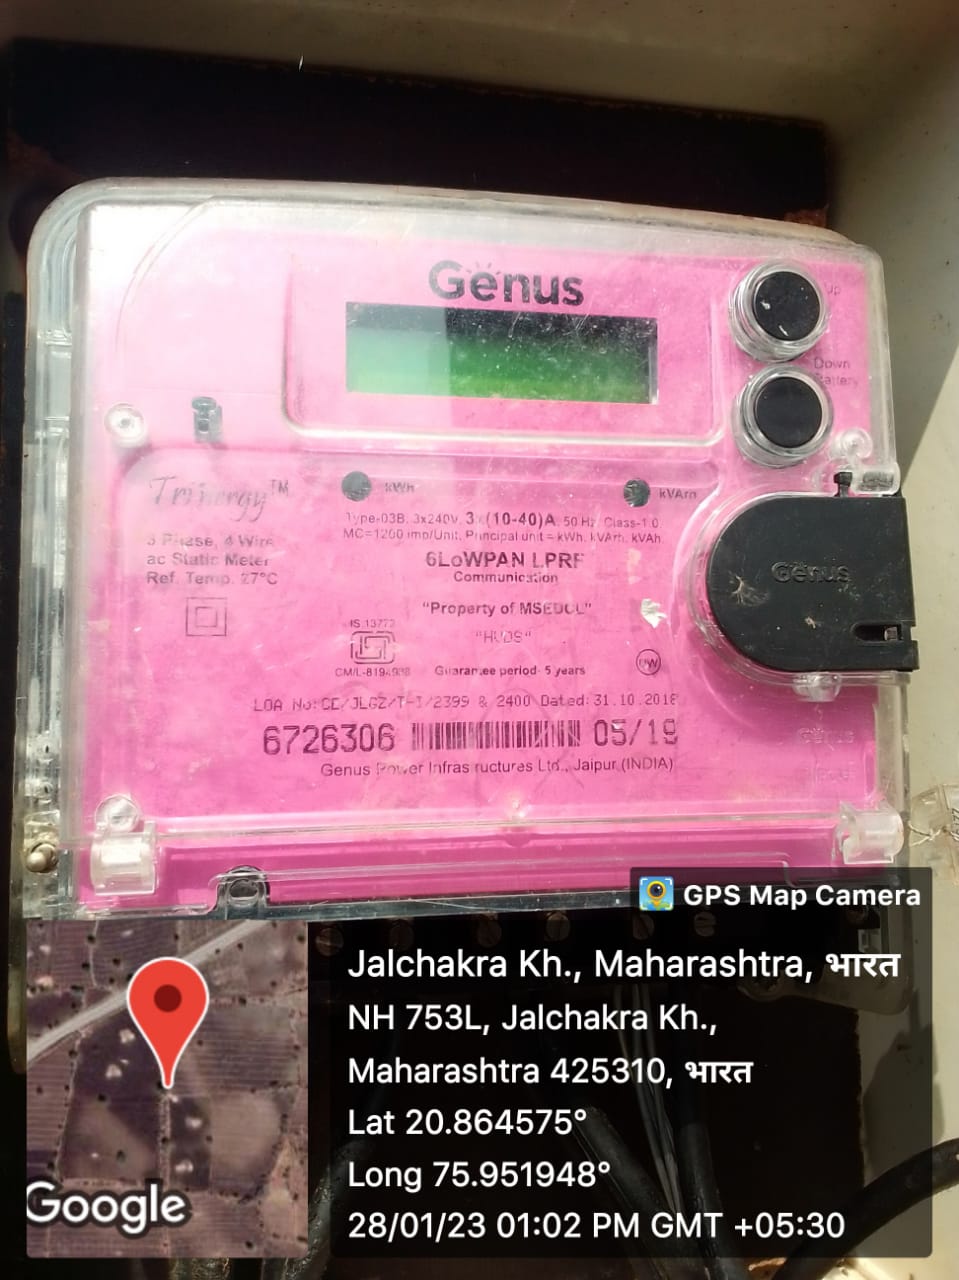 Genus
Up
Down
Battery
Trinergy™
kWh
kVArh
3 Phase, 4 Wire
ac Static Meter
Ref. Temp. 27°C
Type-03B, 3x240V, 3x(10-40)A, 50 Hz, Class-1.0
MC=1200 imp/Unit, Principal unit = kWh, kVArh, kVAh
6LoWPAN LPRF
Communication
"Property of MSEDCL"
IS 13779
CM/L-8194938
Guarantee period- 5 years
LOA No:CE/JLGZ/T-I/2399 & 2400 Dated:31.10.2018
6726306 05/19
Genus Power Infrastructures Ltd., Jaipur (INDIA)
Genus
Genus
GPS Map Camera
Jalchakra Kh., Maharashtra, भारत
NH 753L, Jalchakra Kh.,
Maharashtra 425310, भारत
Lat 20.864575°
Long 75.951948°
28/01/23 01:02 PM GMT +05:30
Google